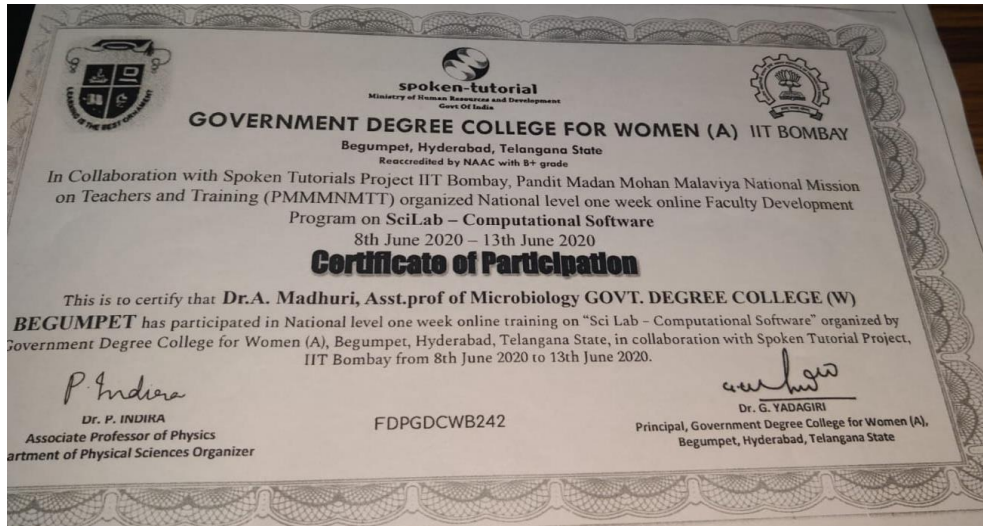 spoken-tutorial
Ministry of Human Resources and Development
Govt Of India
LEARNING IS THE BEST ORNAMENT
GOVERNMENT DEGREE COLLEGE FOR WOMEN (A) IIT BOMBAY
Begumpet, Hyderabad, Telangana State
Reaccredited by NAAC with B+ grade
In Collaboration with Spoken Tutorials Project IIT Bombay, Pandit Madan Mohan Malaviya National Mission
on Teachers and Training (PMMMNMTT) organized National level one week online Faculty Development
Program on SciLab – Computational Software
8th June 2020 – 13th June 2020
Certificate of Participation
This is to certify that Dr.A. Madhuri, Asst.prof of Microbiology GOVT. DEGREE COLLEGE (W)
BEGUMPET has participated in National level one week online training on "Sci Lab – Computational Software" organized by
Government Degree College for Women (A), Begumpet, Hyderabad, Telangana State, in collaboration with Spoken Tutorial Project,
IIT Bombay from 8th June 2020 to 13th June 2020.
P. Indira
Dr. P. INDIRA
Associate Professor of Physics
artment of Physical Sciences Organizer
FDPGDCWB242
Dr. G. YADAGIRI
Principal, Government Degree College for Women (A),
Begumpet, Hyderabad, Telangana State